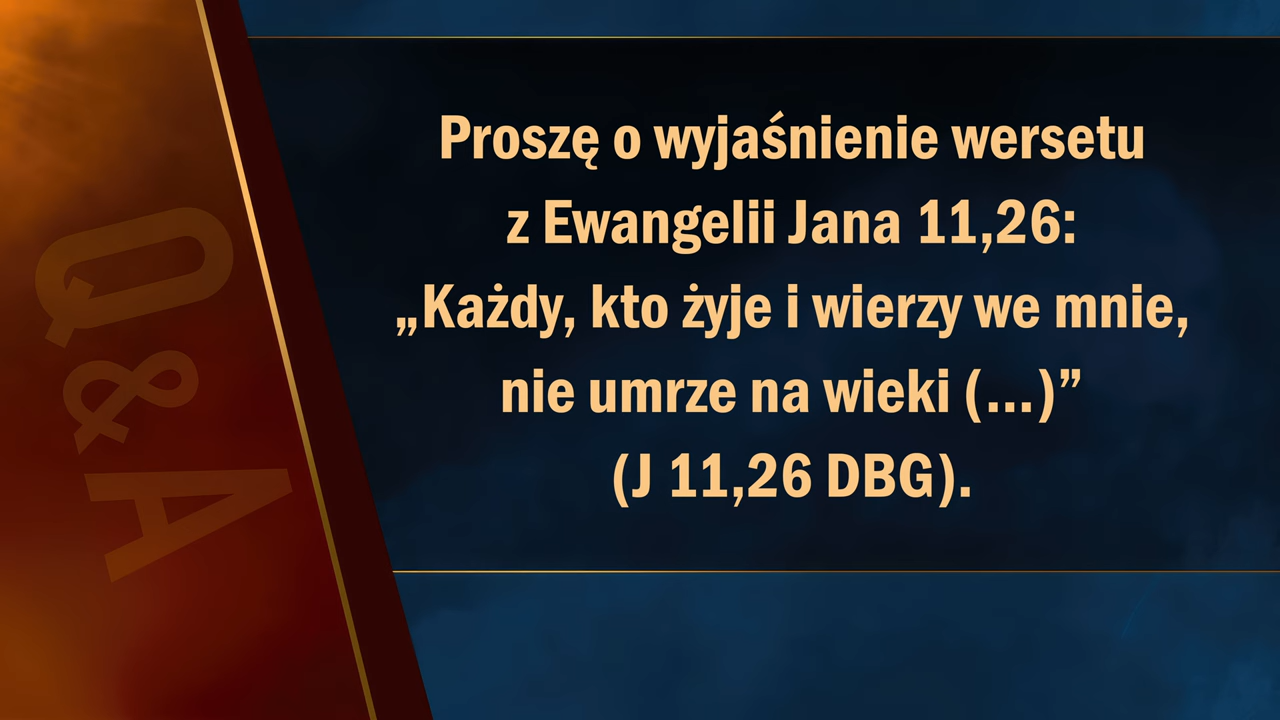 Proszę o wyjaśnienie wersetu
z Ewangelii Jana 11,26:
„Każdy, kto żyje i wierzy we mnie,
nie umrze na wieki (...)”
(J 11,26 DBG).
Q&A